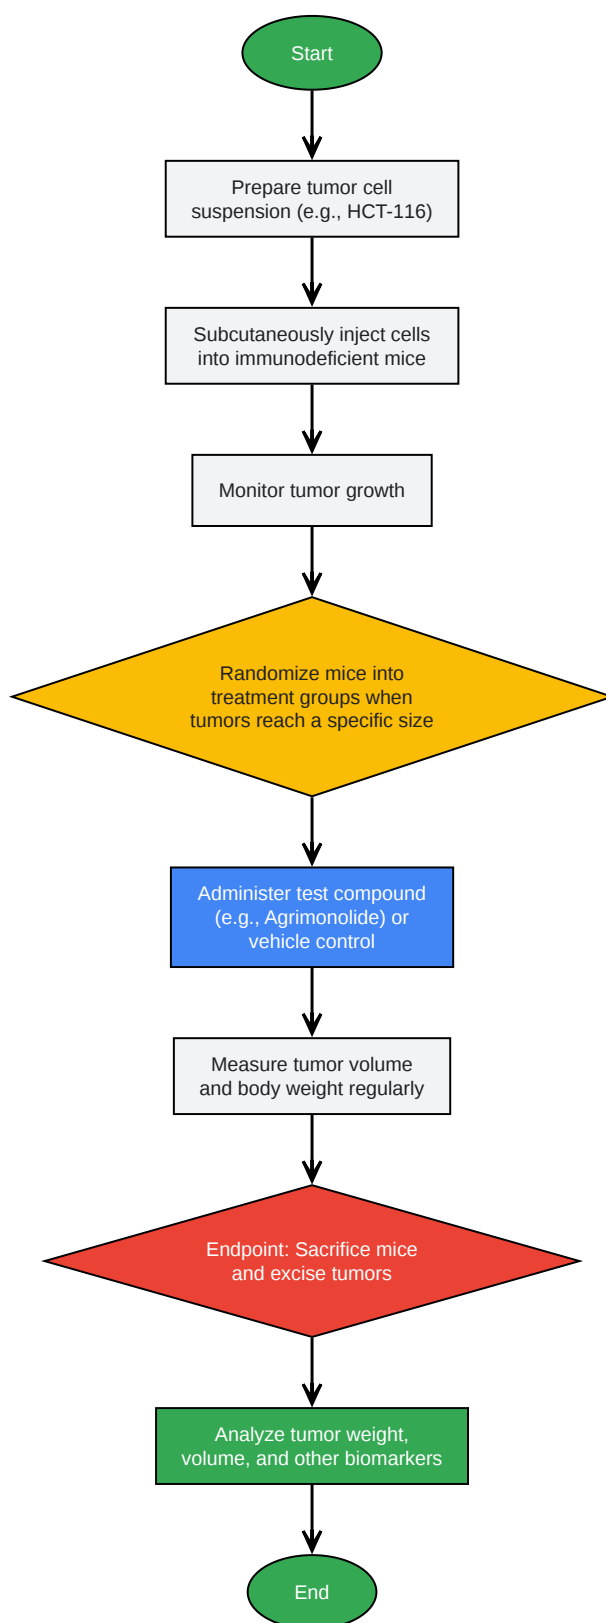 Start
Prepare tumor cell
suspension (e.g., HCT-116)
Subcutaneously inject cells
into immunodeficient mice
Monitor tumor growth
Randomize mice into
treatment groups when
tumors reach a specific size
Administer test compound
(e.g., Agrimonolide) or
vehicle control
Measure tumor volume
and body weight regularly
Endpoint: Sacrifice mice
and excise tumors
Analyze tumor weight,
volume, and other biomarkers
End